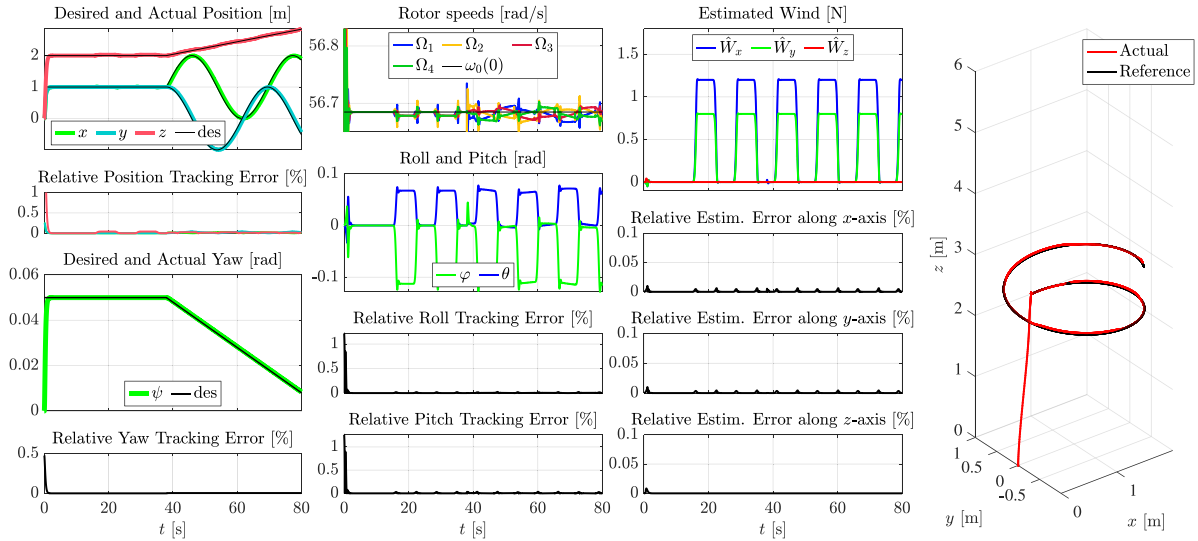 Desired and Actual Position [m]
2
1
0
x y z des
Relative Position Tracking Error [%]
1
0.5
0
Desired and Actual Yaw [rad]
0.06
0.04
0.02
0
ψ des
Relative Yaw Tracking Error [%]
0.5
0
0 20 40 60 80
t [s]
Rotor speeds [rad/s]
56.8
56.7
Ω1 Ω2 Ω3
Ω4 ω0(0)
Roll and Pitch [rad]
0.1
0
-0.1
φ θ
Relative Roll Tracking Error [%]
1
0.5
0
Relative Pitch Tracking Error [%]
1
0.5
0
0 20 40 60 80
t [s]
Estimated Wind [N]
1.5
1
0.5
0
Ŵx Ŵy Ŵz
Relative Estim. Error along x-axis [%]
0.1
0.05
0
Relative Estim. Error along y-axis [%]
0.1
0.05
0
Relative Estim. Error along z-axis [%]
0.1
0.05
0
0 20 40 60 80
t [s]
Actual
Reference
6
5
4
3
2
1
0
z [m]
1
0.5
0
-0.5
y [m]
0
1
x [m]